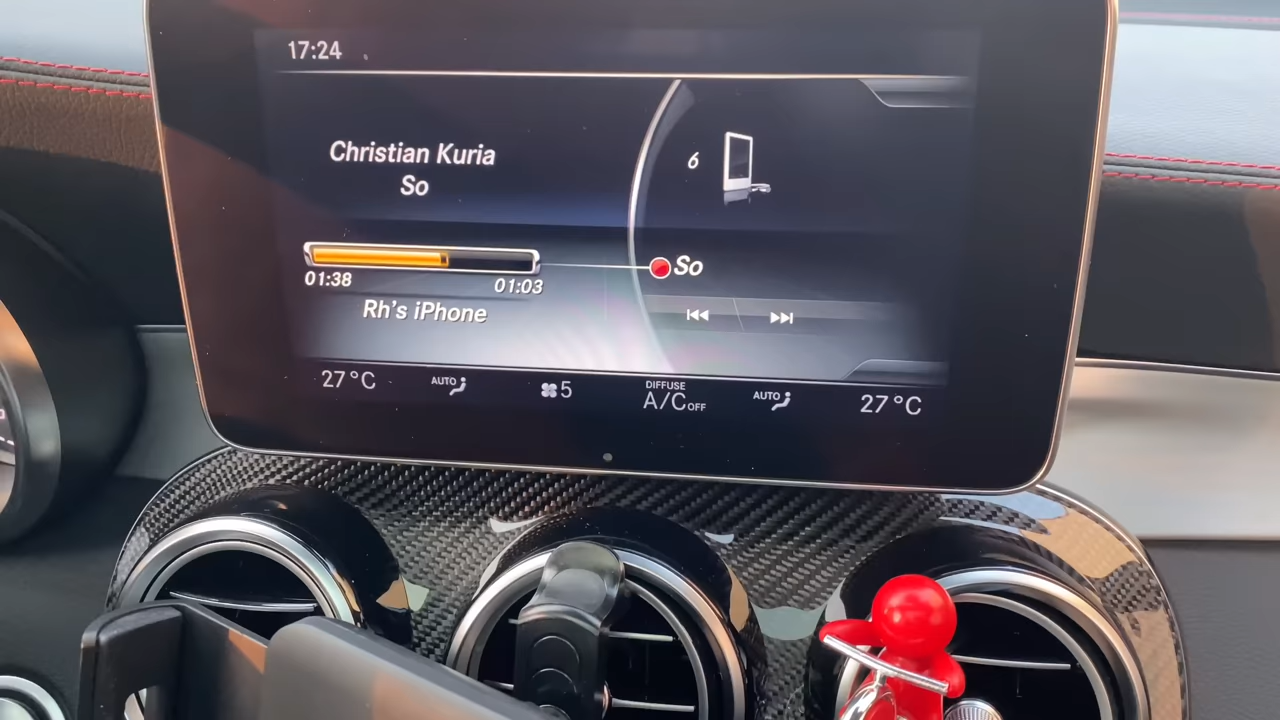 17:24
Christian Kuria
So
6
So
01:38
01:03
Rh's iPhone
27°C
AUTO
5
DIFFUSE
A/C OFF
AUTO
27°C